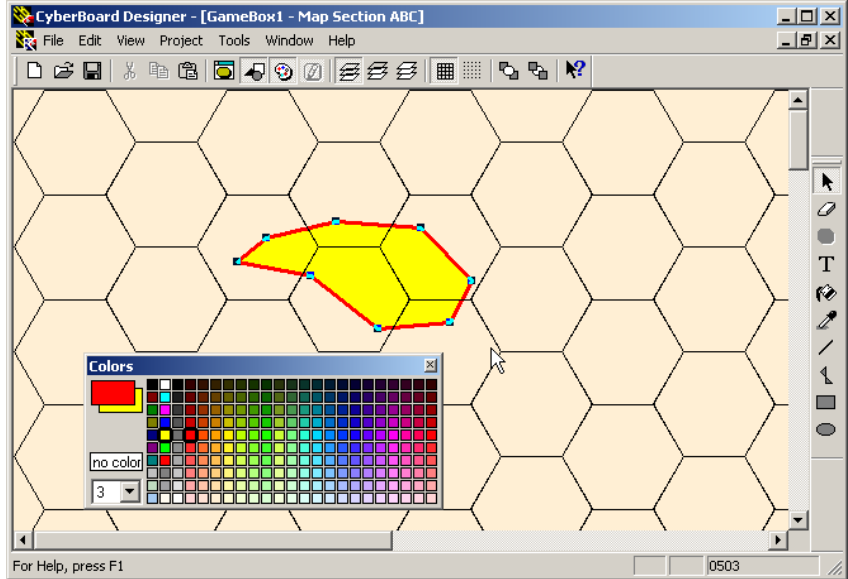 CyberBoard Designer - [GameBox1 - Map Section ABC]
File Edit View Project Tools Window Help
T
Colors
no color
3
For Help, press F1
0503